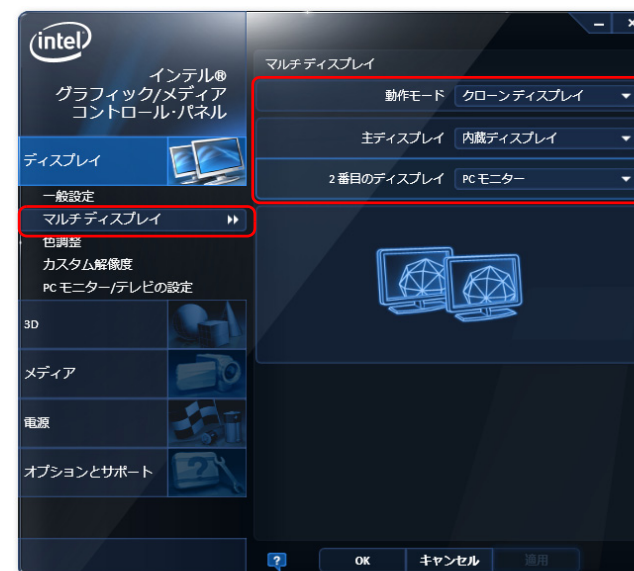 intel
インテル®
グラフィック/メディア
コントロール・パネル
ディスプレイ
一般設定
マルチディスプレイ
色調整
カスタム解像度
PC モニター/テレビの設定
3D
メディア
電源
オプションとサポート
マルチディスプレイ
動作モード クローンディスプレイ
主ディスプレイ 内蔵ディスプレイ
2 番目のディスプレイ PC モニター
? OK キャンセル 適用